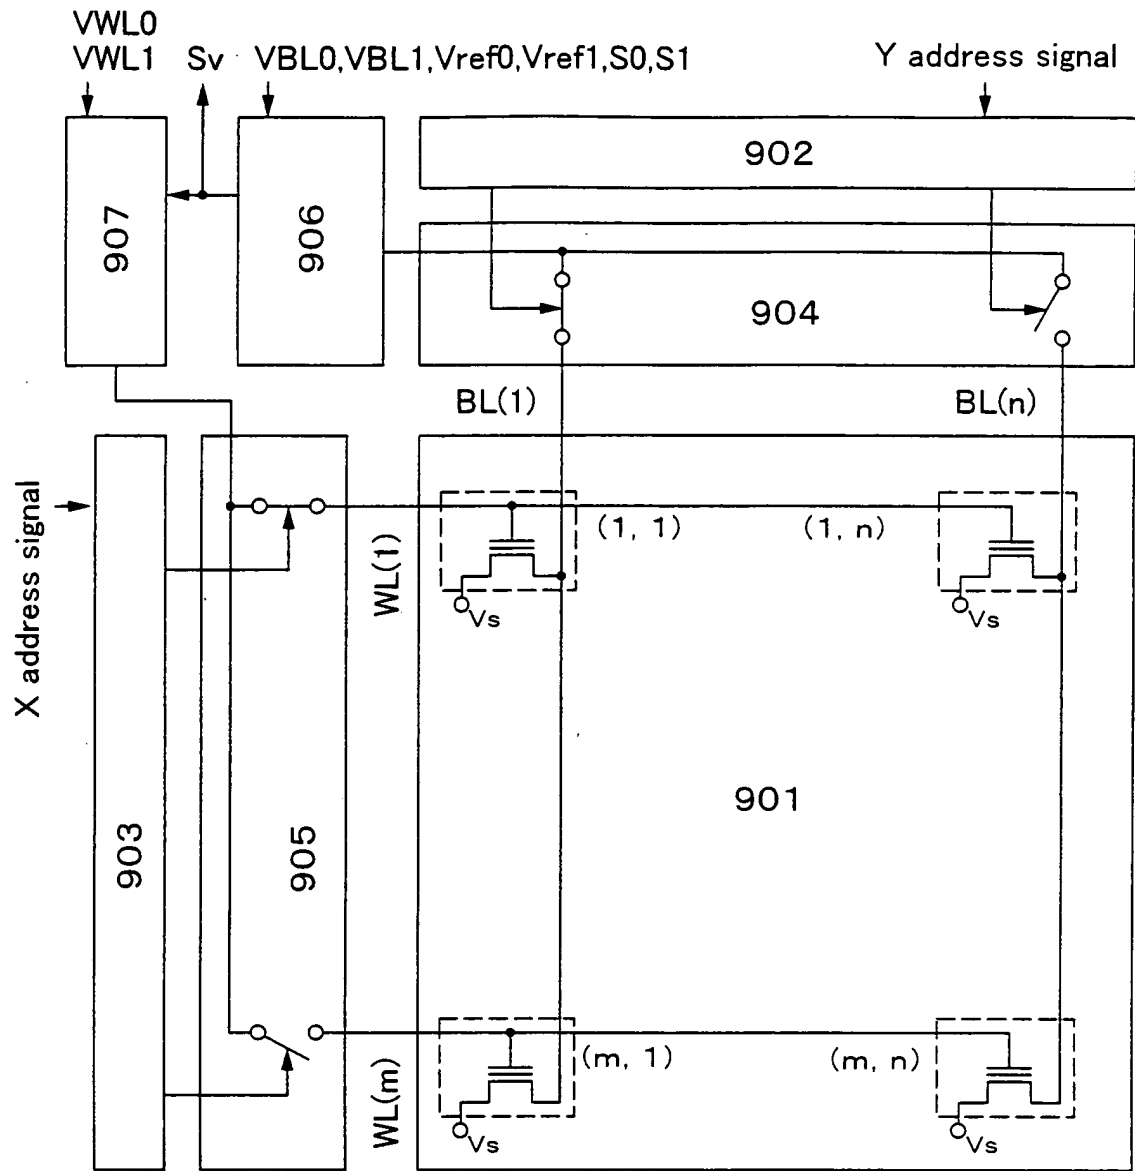 VWL0
VWL1 Sv VBL0,VBL1,Vref0,Vref1,S0,S1 Y address signal
902
907
906
904
BL(1) BL(n)
X address signal
WL(1)
(1, 1) (1, n)
Vs Vs
901
903
905
WL(m)
(m, 1) (m, n)
Vs Vs